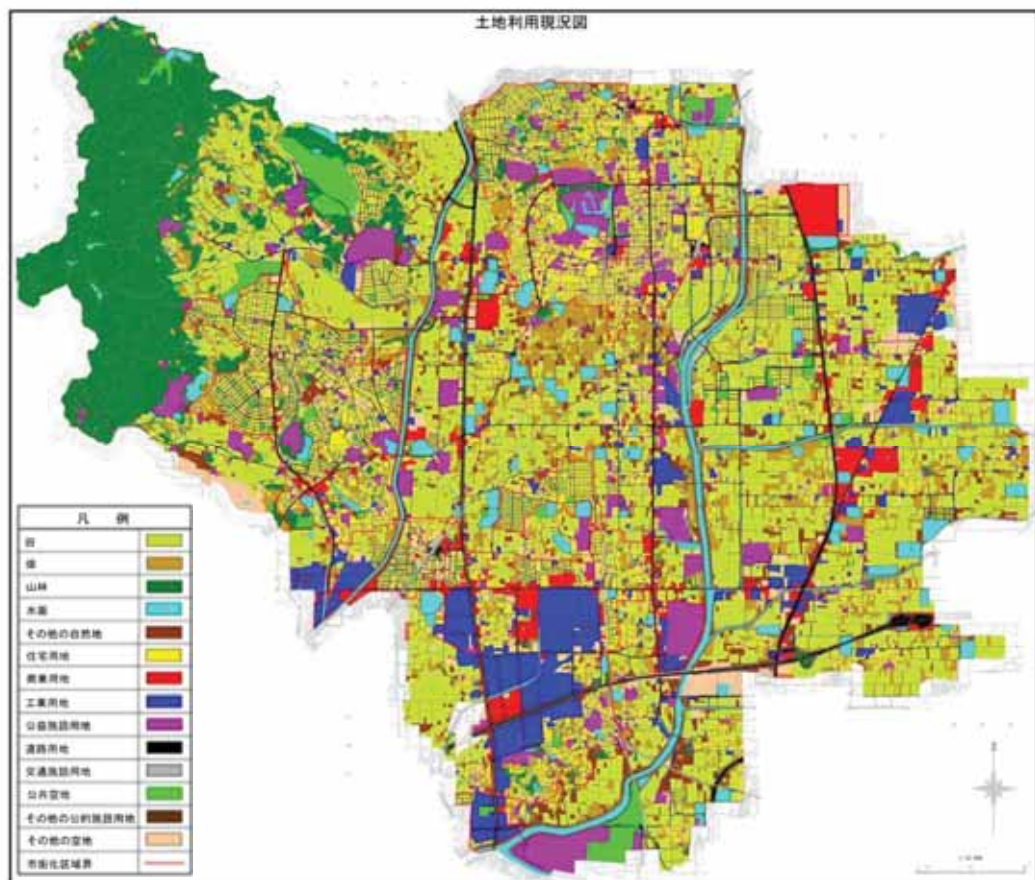 土地利用現況図
凡 例
田
畑
山林
水面
その他の自然地
住宅用地
商業用地
工業用地
公益施設用地
道路用地
交通施設用地
公共空地
その他の公的施設用地
その他の空地
市街化区域界